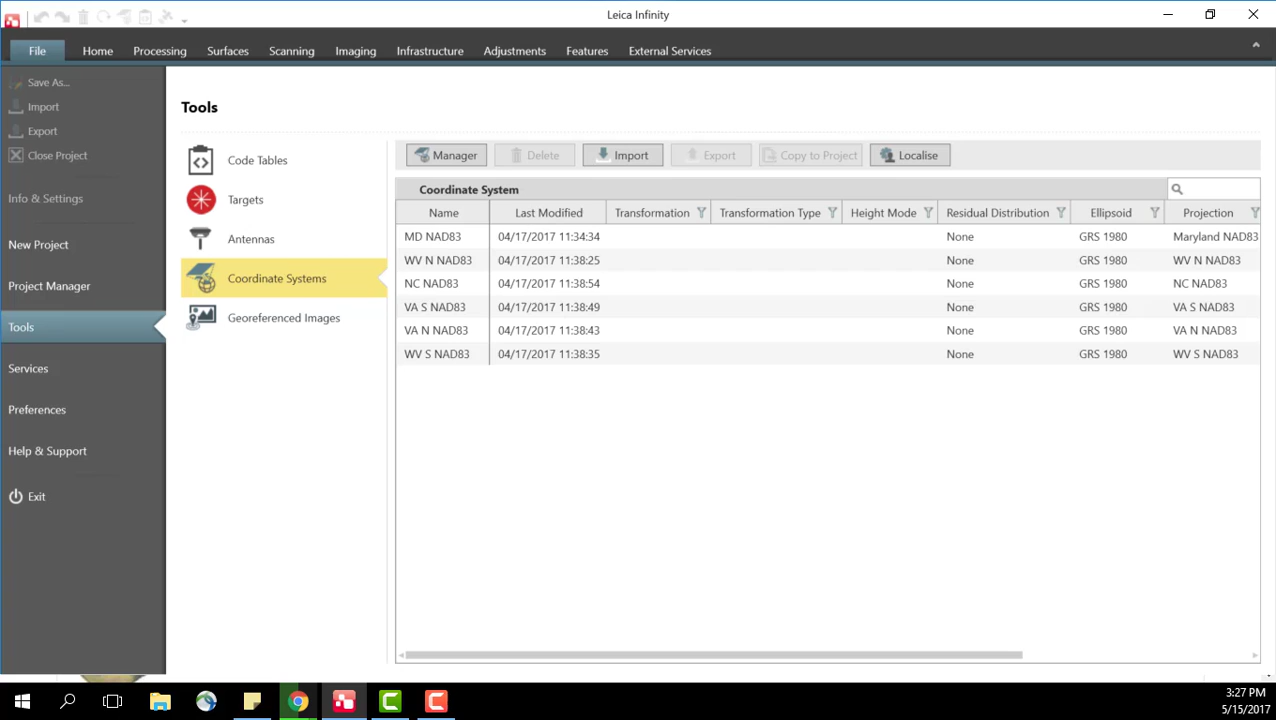 Leica Infinity
File Home Processing Surfaces Scanning Imaging Infrastructure Adjustments Features External Services
Save As...
Import
Export
Close Project
Info & Settings
New Project
Project Manager
Tools
Services
Preferences
Help & Support
Exit
Tools
Code Tables
Targets
Antennas
Coordinate Systems
Georeferenced Images
Manager Delete Import Export Copy to Project Localise
Coordinate System
Name Last Modified Transformation Transformation Type Height Mode Residual Distribution Ellipsoid Projection
MD NAD83 04/17/2017 11:34:34 None GRS 1980 Maryland NAD83
WV N NAD83 04/17/2017 11:38:25 None GRS 1980 WV N NAD83
NC NAD83 04/17/2017 11:38:54 None GRS 1980 NC NAD83
VA S NAD83 04/17/2017 11:38:49 None GRS 1980 VA S NAD83
VA N NAD83 04/17/2017 11:38:43 None GRS 1980 VA N NAD83
WV S NAD83 04/17/2017 11:38:35 None GRS 1980 WV S NAD83
3:27 PM
5/15/2017